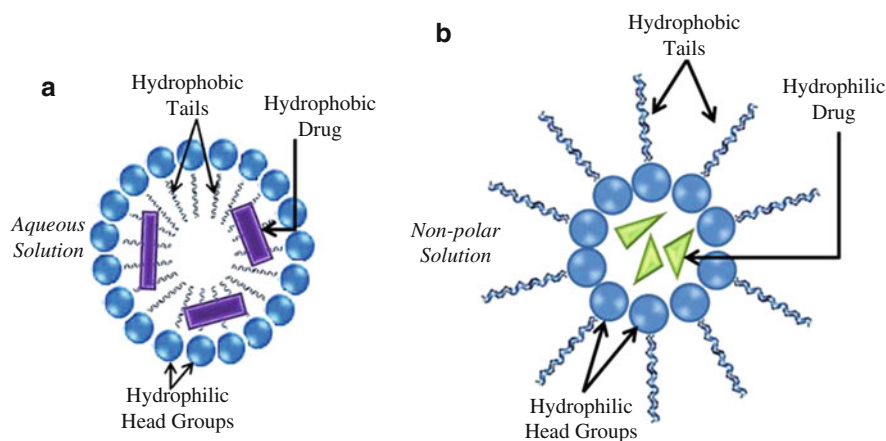 a
Hydrophobic
Tails
Hydrophobic
Drug
Aqueous
Solution
Hydrophilic
Head Groups
b
Hydrophobic
Tails
Hydrophilic
Drug
Non-polar
Solution
Hydrophilic
Head Groups